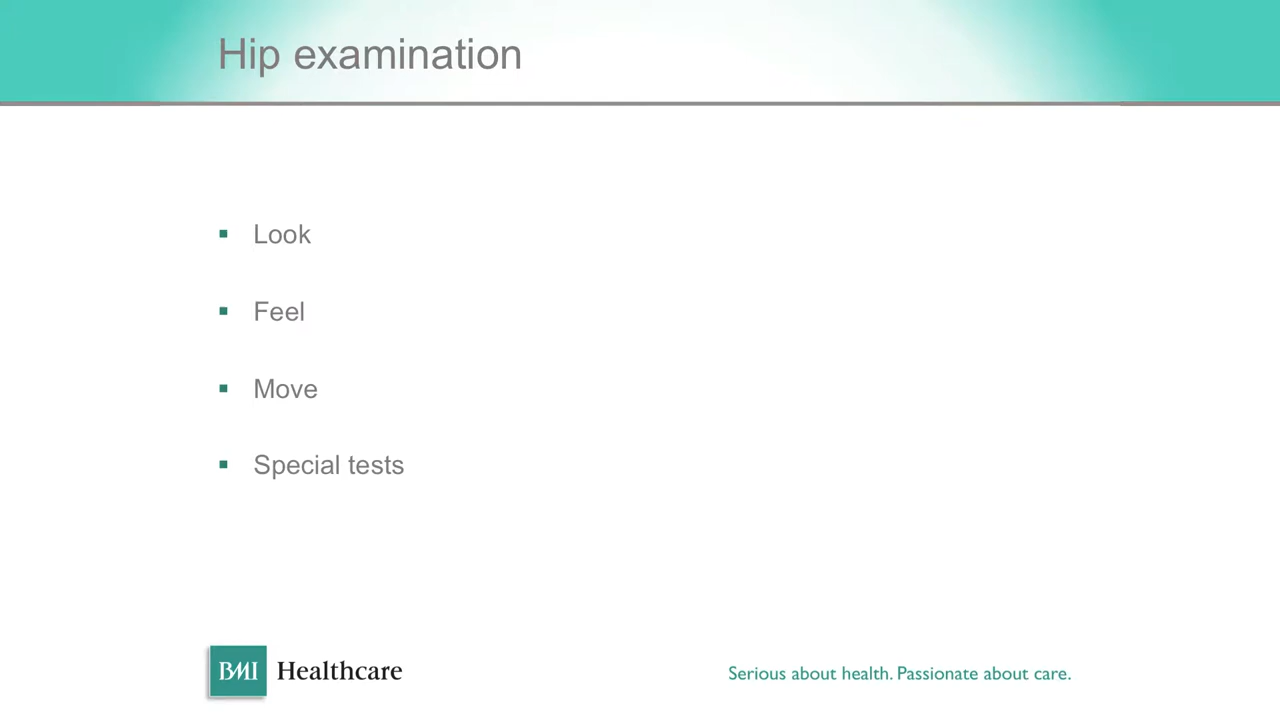 Hip examination
Look
Feel
Move
Special tests
BMI Healthcare
Serious about health. Passionate about care.